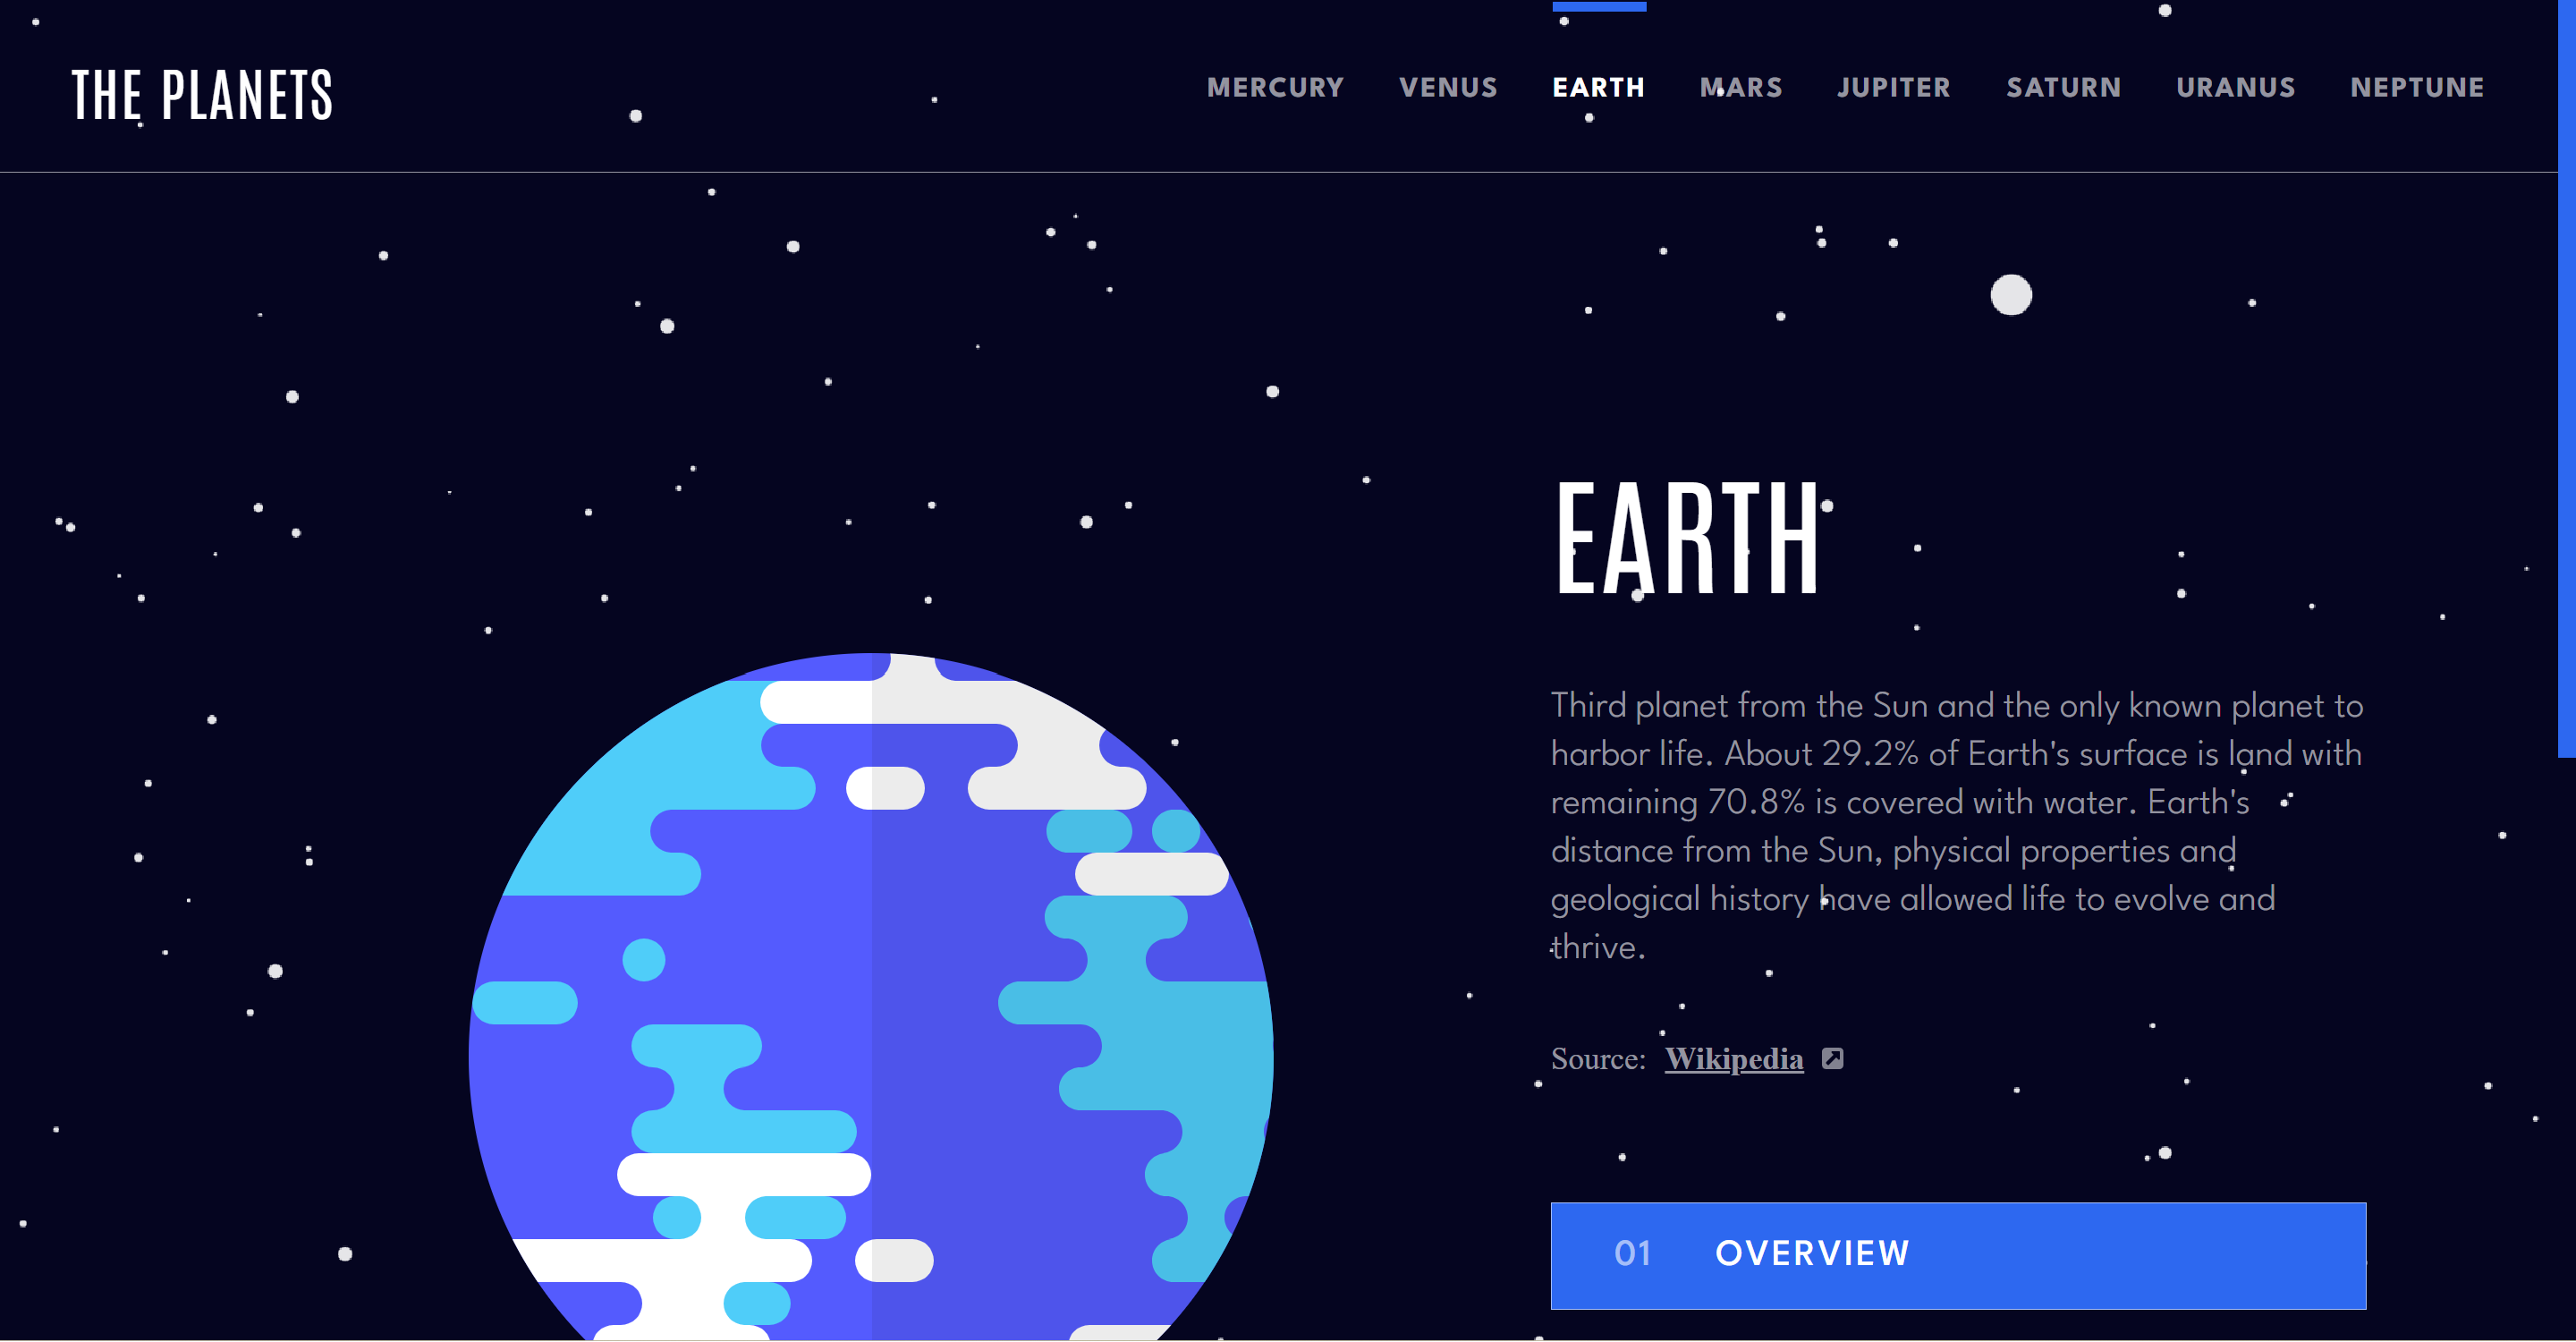 THE PLANETS
MERCURY VENUS EARTH MARS JUPITER SATURN URANUS NEPTUNE
EARTH
Third planet from the Sun and the only known planet to
harbor life. About 29.2% of Earth's surface is land with
remaining 70.8% is covered with water. Earth's
distance from the Sun, physical properties and
geological history have allowed life to evolve and
thrive.
Source: Wikipedia
01 OVERVIEW